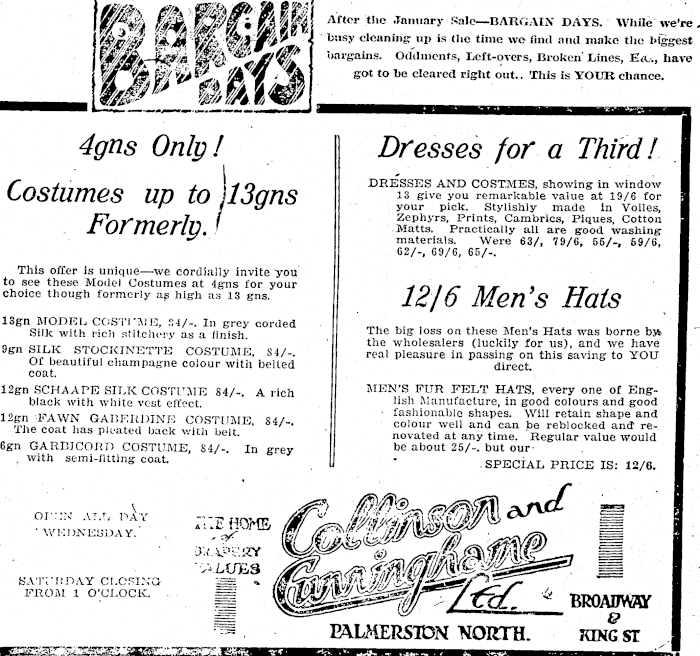 BARGAIN
DAYS
After the January Sale—BARGAIN DAYS. While we're
busy cleaning up is the time we find and make the biggest
bargains. Oddments, Left-overs, Broken Lines, Etc., have
got to be cleared right out.. This is YOUR chance.
4gns Only!
Costumes up to 13gns
Formerly.
This offer is unique—we cordially invite you
to see these Model Costumes at 4gns for your
choice though formerly as high as 13 gns.
13gn MODEL COSTUME, 84/-. In grey corded
Silk with rich stitchery as a finish.
9gn SILK STOCKINETTE COSTUME, 84/-.
Of beautiful champagne colour with belted
coat.
12gn SCHAAPE SILK COSTUME 84/-. A rich
black with white vest effect.
12gn FAWN GABERDINE COSTUME, 84/-.
The coat has pleated back with belt.
6gn GARDICORD COSTUME, 84/-. In grey
with semi-fitting coat.
Dresses for a Third!
DRESSES AND COSTMES, showing in window
13 give you remarkable value at 19/6 for
your pick. Stylishly made in Voiles,
Zephyrs, Prints, Cambrics, Piques, Cotton
Matts. Practically all are good washing
materials. Were 63/, 79/6, 55/-, 59/6,
62/-, 69/6, 65/-.
12/6 Men's Hats
The big loss on these Men's Hats was borne by
the wholesalers (luckily for us), and we have
real pleasure in passing on this saving to YOU
direct.
MEN'S FUR FELT HATS, every one of Eng-
lish Manufacture, in good colours and good
fashionable shapes. Will retain shape and
colour well and can be reblocked and re-
novated at any time. Regular value would
be about 25/-. but our
SPECIAL PRICE IS: 12/6.
OPEN ALL DAY
WEDNESDAY.
SATURDAY CLOSING
FROM 1 O'CLOCK.
THE HOME
of
DRAPERY
VALUES
Collinson and
Cunninghame
Ltd.
PALMERSTON NORTH.
BROADWAY
&
KING ST